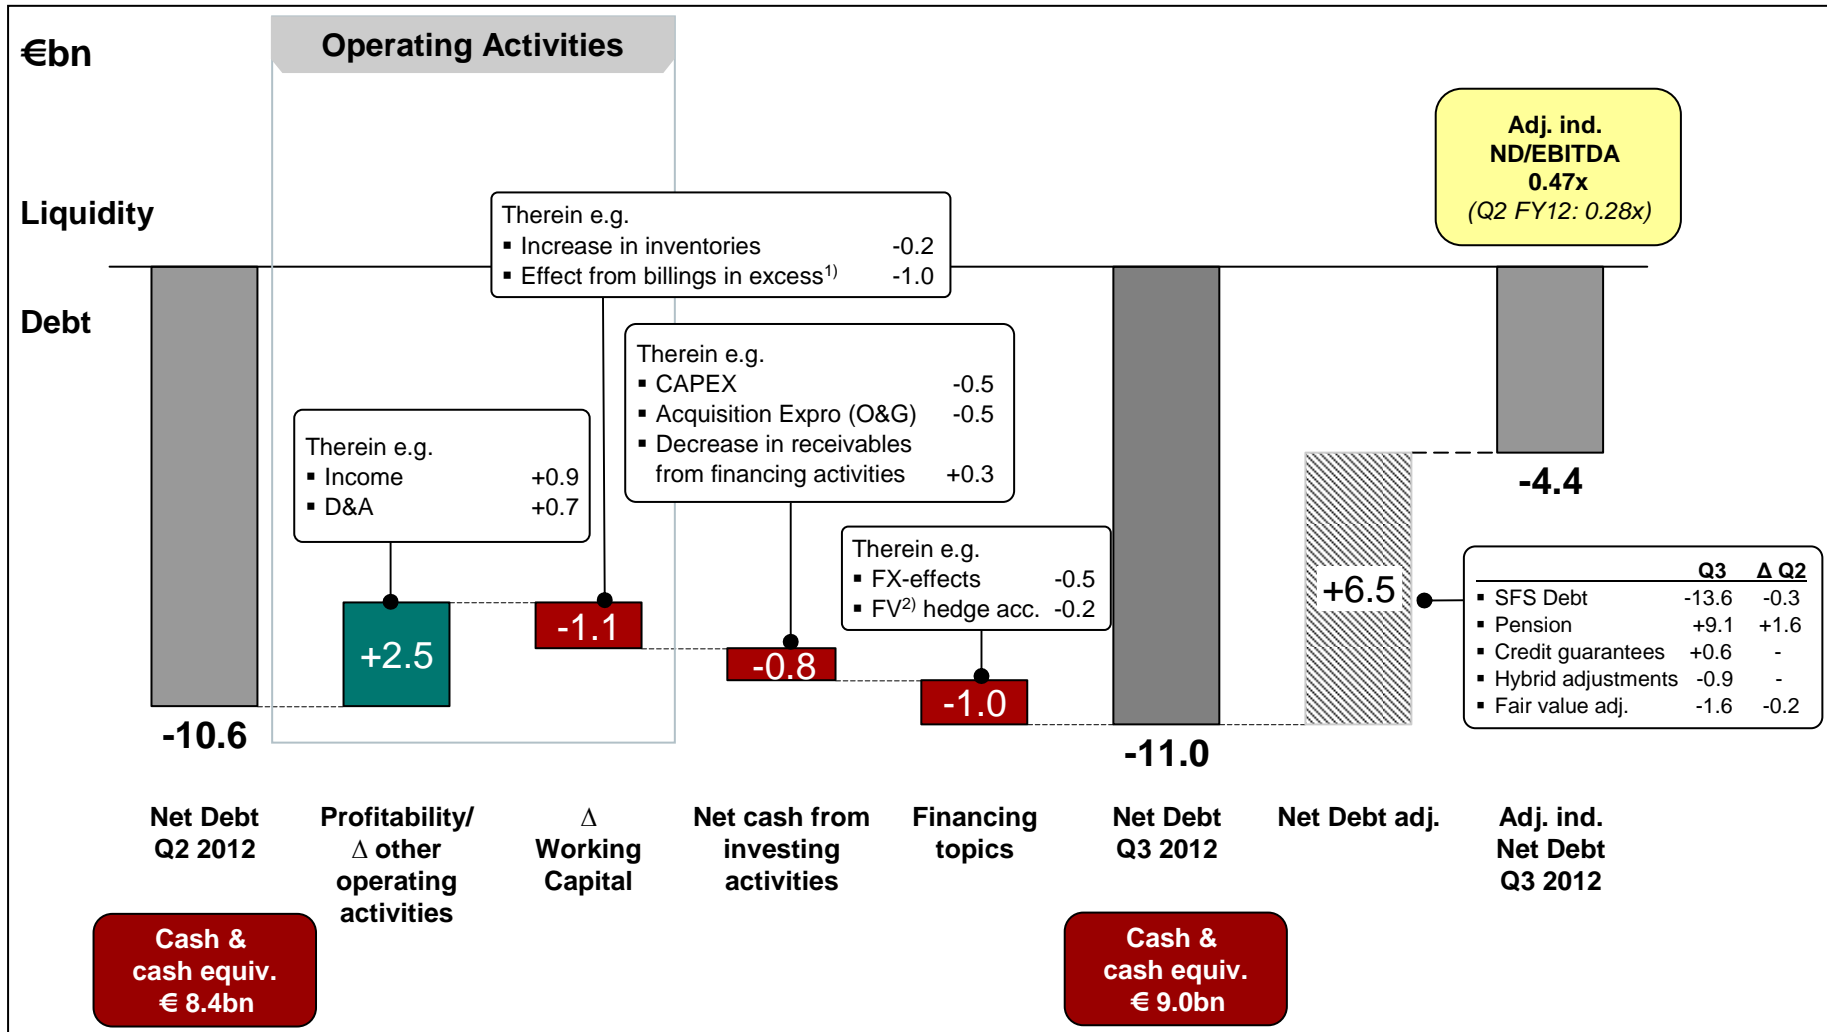 €bn
Operating Activities
Adj. ind.
ND/EBITDA
0.47x
(Q2 FY12: 0.28x)
Liquidity
Debt
Therein e.g.
▪ Increase in inventories -0.2
▪ Effect from billings in excess1) -1.0
Therein e.g.
▪ CAPEX -0.5
▪ Acquisition Expro (O&G) -0.5
▪ Decrease in receivables
from financing activities +0.3
Therein e.g.
▪ Income +0.9
▪ D&A +0.7
Therein e.g.
▪ FX-effects -0.5
▪ FV2) hedge acc. -0.2
Q3 Δ Q2
▪ SFS Debt -13.6 -0.3
▪ Pension +9.1 +1.6
▪ Credit guarantees +0.6 -
▪ Hybrid adjustments -0.9 -
▪ Fair value adj. -1.6 -0.2
-10.6
+2.5
-1.1
-0.8
-1.0
-11.0
+6.5
-4.4
Net Debt
Q2 2012
Profitability/
Δ other
operating
activities
Δ
Working
Capital
Net cash from
investing
activities
Financing
topics
Net Debt
Q3 2012
Net Debt adj.
Adj. ind.
Net Debt
Q3 2012
Cash &
cash equiv.
€ 8.4bn
Cash &
cash equiv.
€ 9.0bn